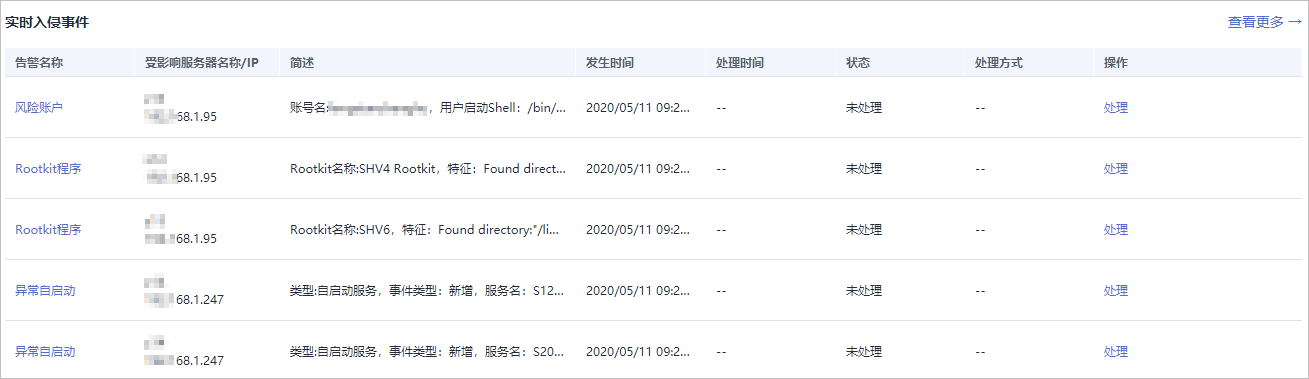 实时入侵事件 查看更多 →
告警名称 受影响服务器名称/IP 简述 发生时间 处理时间 状态 处理方式 操作
风险账户 68.1.95 账号名: ，用户启动Shell：/bin/... 2020/05/11 09:2... -- 未处理 -- 处理
Rootkit程序 68.1.95 Rootkit名称:SHV4 Rootkit，特征：Found direct... 2020/05/11 09:2... -- 未处理 -- 处理
Rootkit程序 68.1.95 Rootkit名称:SHV6，特征：Found directory:"/li... 2020/05/11 09:2... -- 未处理 -- 处理
异常自启动 68.1.247 类型:自启动服务，事件类型：新增，服务名：S12... 2020/05/11 09:2... -- 未处理 -- 处理
异常自启动 68.1.247 类型:自启动服务，事件类型：新增，服务名：S20... 2020/05/11 09:2... -- 未处理 -- 处理